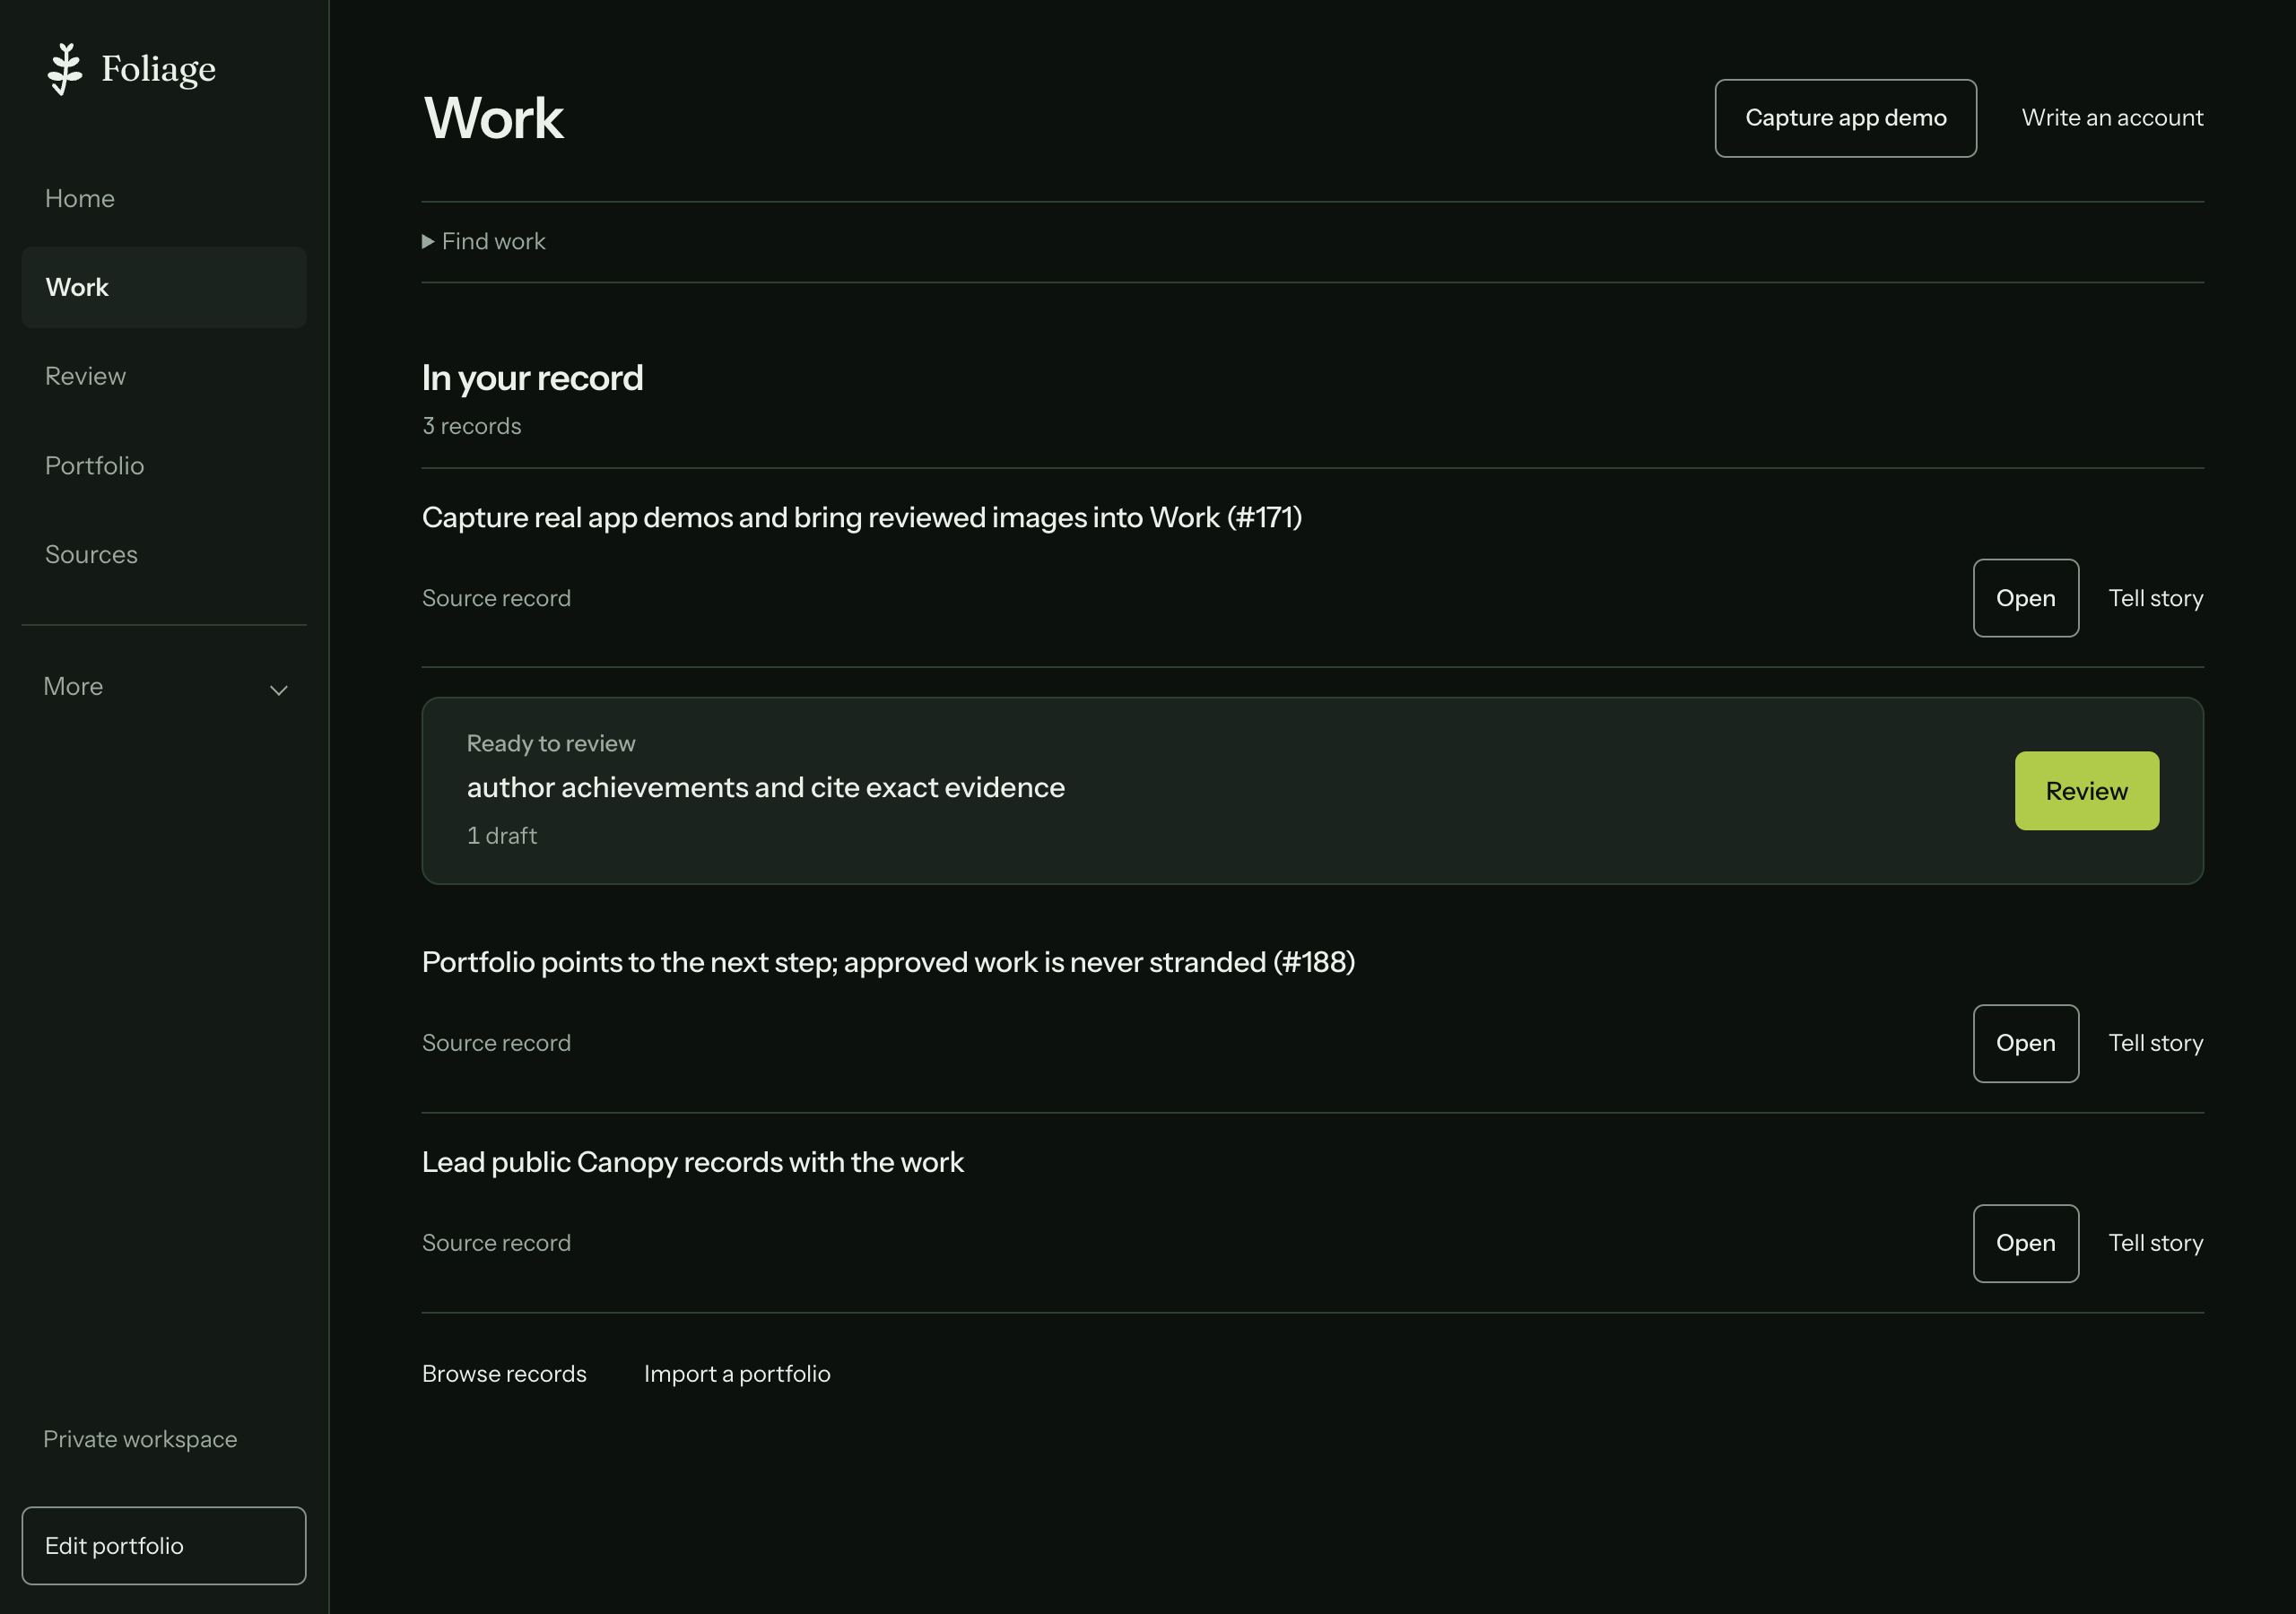 Foliage
Home
Work
Review
Portfolio
Sources
More
Private workspace
Edit portfolio
Work
Capture app demo
Write an account
Find work
In your record
3 records
Capture real app demos and bring reviewed images into Work (#171)
Source record
Open
Tell story
Ready to review
author achievements and cite exact evidence
1 draft
Review
Portfolio points to the next step; approved work is never stranded (#188)
Source record
Open
Tell story
Lead public Canopy records with the work
Source record
Open
Tell story
Browse records
Import a portfolio